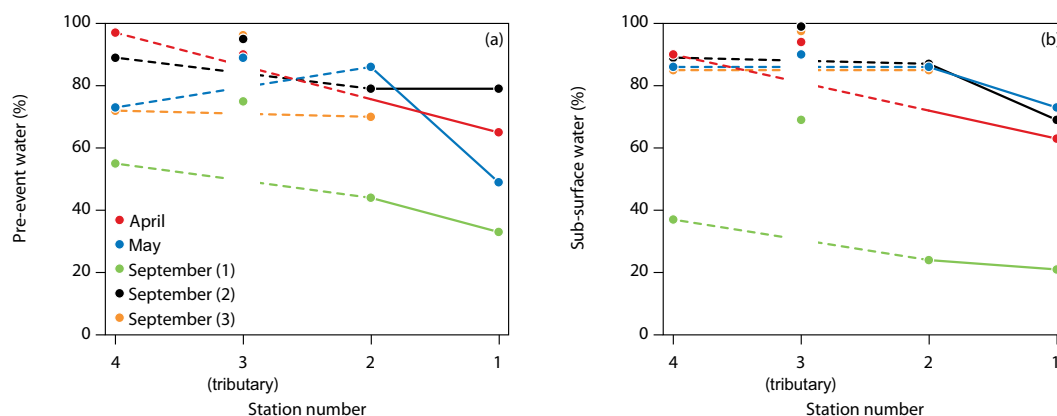 100
80
60
40
20
0
Pre-event water (%)
(a)
April
May
September (1)
September (2)
September (3)
4
3
2
1
(tributary)
Station number
100
80
60
40
20
0
Sub-surface water (%)
(b)
4
3
2
1
(tributary)
Station number